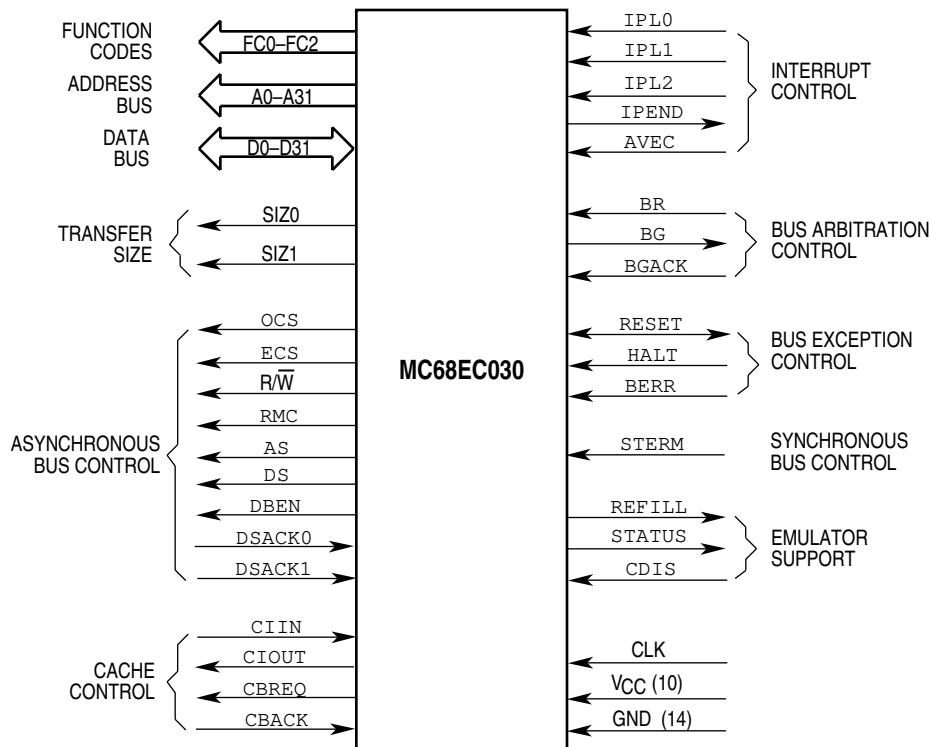 FUNCTION
CODES
FC0–FC2
ADDRESS
BUS
A0–A31
DATA
BUS
D0–D31
TRANSFER
SIZE
SIZ0
SIZ1
ASYNCHRONOUS
BUS CONTROL
OCS
ECS
R/W̅
RMC
AS
DS
DBEN
DSACK0
DSACK1
CACHE
CONTROL
CIIN
CIOUT
CBREQ
CBACK
MC68EC030
IPL0
IPL1
IPL2
IPEND
AVEC
INTERRUPT
CONTROL
BR
BG
BGACK
BUS ARBITRATION
CONTROL
RESET
HALT
BERR
BUS EXCEPTION
CONTROL
STERM
SYNCHRONOUS
BUS CONTROL
REFILL
STATUS
CDIS
EMULATOR
SUPPORT
CLK
VCC (10)
GND (14)